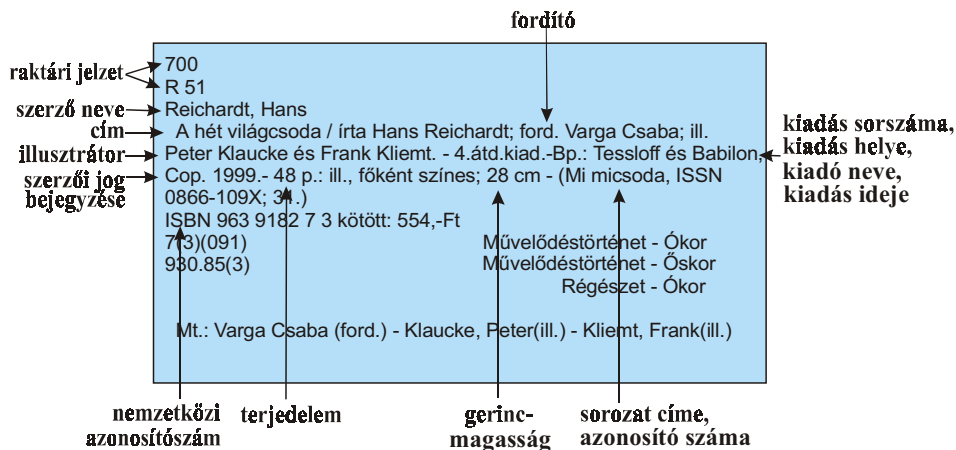 fordító
raktári jelzet
szerző neve
cím
illusztrátor
szerzői jog
bejegyzése
700
R 51
Reichardt, Hans
A hét világcsoda / írta Hans Reichardt; ford. Varga Csaba; ill.
Peter Klaucke és Frank Kliemt. - 4.átd.kiad.-Bp.: Tessloff és Babilon,
Cop. 1999.- 48 p.: ill., főként színes; 28 cm - (Mi micsoda, ISSN
0866-109X; 31.)
ISBN 963 9182 7 3 kötött: 554,-Ft
7(3)(091) Művelődéstörténet - Ókor
930.85(3) Művelődéstörténet - Őskor
Régészet - Ókor
Mt.: Varga Csaba (ford.) - Klaucke, Peter(ill.) - Kliemt, Frank(ill.)
kiadás sorszáma,
kiadás helye,
kiadó neve,
kiadás ideje
nemzetközi
azonosítószám
terjedelem
gerinc-
magasság
sorozat címe,
azonosító száma